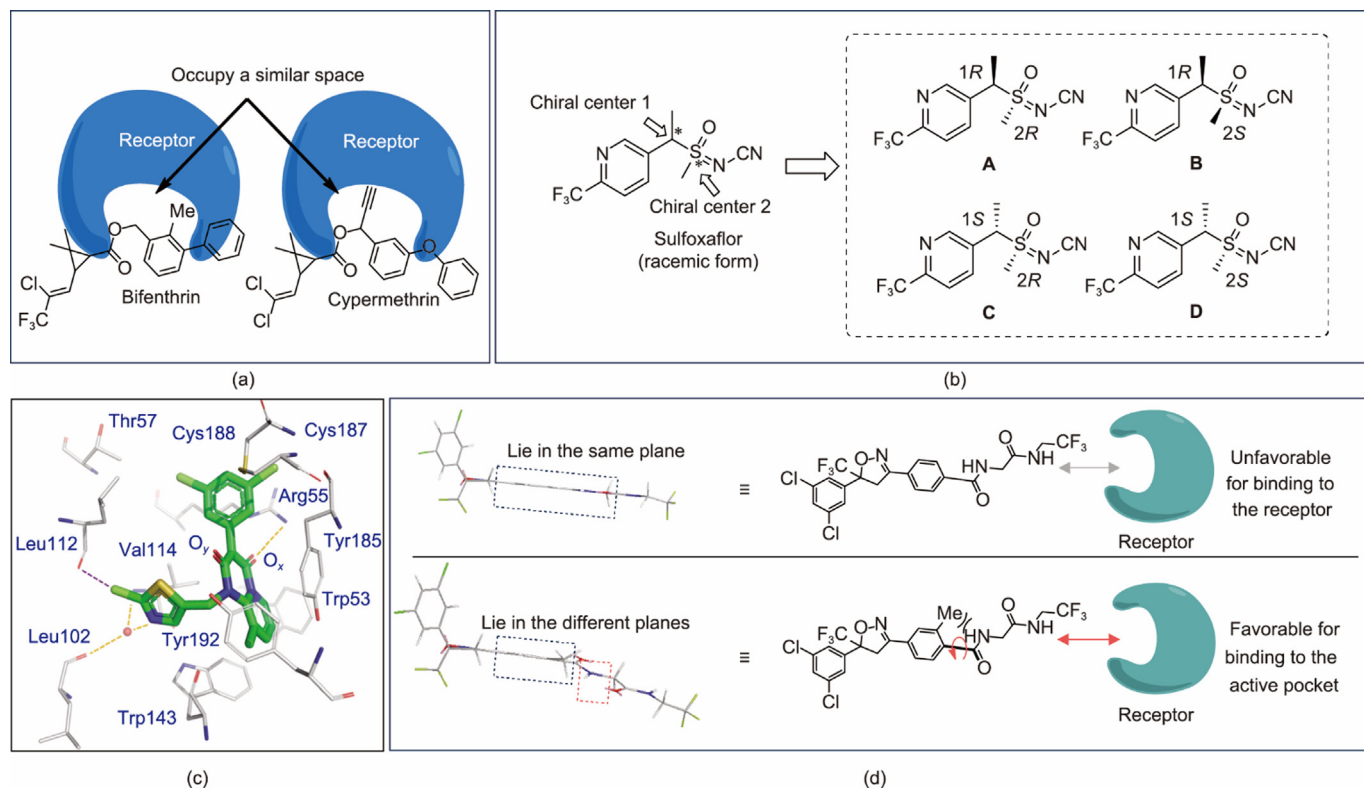 Occupy a similar space
Receptor
Receptor
Me
O
O
Cl
F₃C
Bifenthrin
O
O
O
Cl
Cl
Cypermethrin
(a)
Chiral center 1
*
O
N
S
N
CN
*
F₃C
Chiral center 2
Sulfoxaflor
(racemic form)
1R
O
N
S
N
CN
F₃C
2R
A
1R
O
N
S
N
CN
F₃C
2S
B
1S
O
N
S
N
CN
F₃C
2R
C
1S
O
N
S
N
CN
F₃C
2S
D
(b)
Thr57
Cys188
Cys187
Arg55
Leu112
Val114
Oy
Ox
Tyr185
Trp53
Leu102
Tyr192
Trp143
(c)
Lie in the same plane
≡
Cl
F₃C
O
N
Cl
O
HN
O
NH
CF₃
Receptor
Unfavorable
for binding to
the receptor
Lie in the different planes
≡
Cl
F₃C
O
N
Cl
Me
HN
O
O
NH
CF₃
Receptor
Favorable for
binding to the
active pocket
(d)